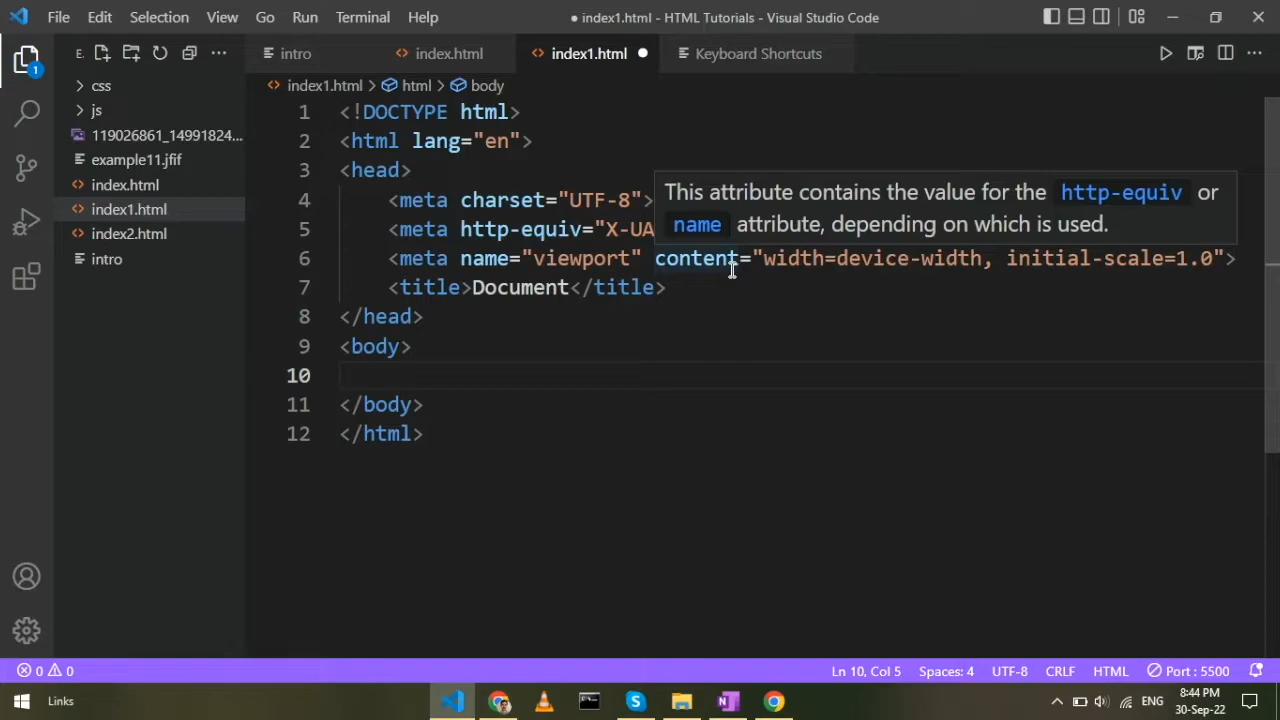 File Edit Selection View Go Run Terminal Help
● index1.html - HTML Tutorials - Visual Studio Code
1
E.
intro
index.html
index1.html
Keyboard Shortcuts
index1.html > html > body
css
js
119026861_14991824...
example11.jfif
index.html
index1.html
index2.html
intro
1 <!DOCTYPE html>
2 <html lang="en">
3 <head>
4 <meta charset="UTF-8">
5 <meta http-equiv="X-UA
6 <meta name="viewport" content="width=device-width, initial-scale=1.0">
7 <title>Document</title>
8 </head>
9 <body>
10
11 </body>
12 </html>
This attribute contains the value for the http-equiv or
name attribute, depending on which is used.
0 0
Ln 10, Col 5 Spaces: 4 UTF-8 CRLF HTML Port : 5500
Links
ENG
8:44 PM
30-Sep-22